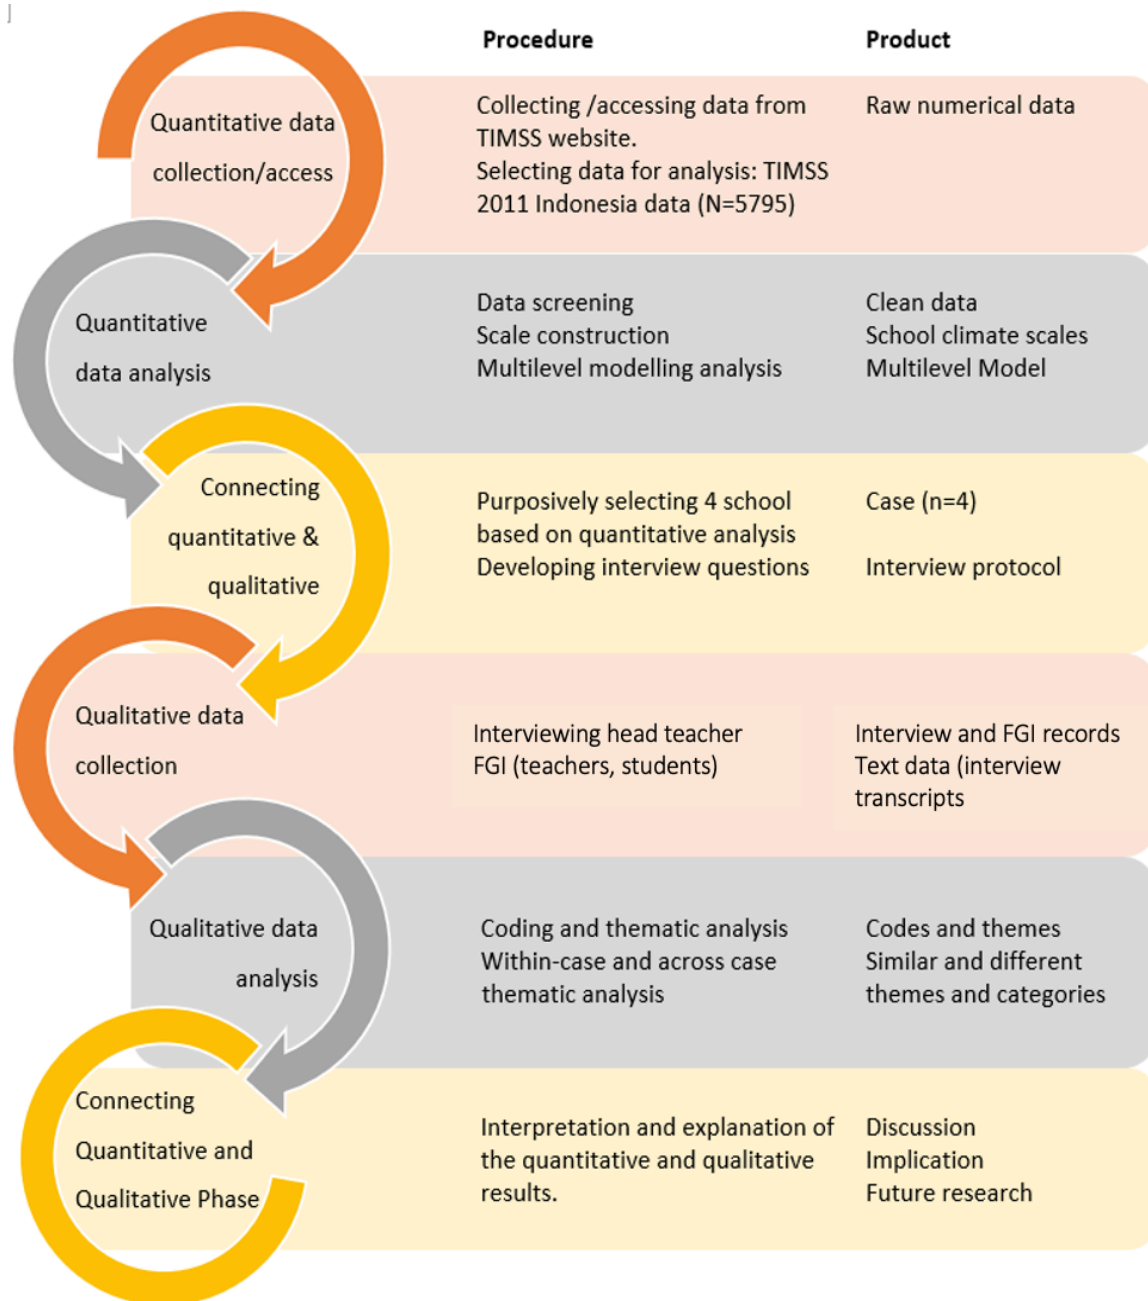 Procedure
Product
Quantitative data
collection/access
Collecting /accessing data from
TIMSS website.
Selecting data for analysis: TIMSS
2011 Indonesia data (N=5795)
Raw numerical data
Quantitative
data analysis
Data screening
Scale construction
Multilevel modelling analysis
Clean data
School climate scales
Multilevel Model
Connecting
quantitative &
qualitative
Purposively selecting 4 school
based on quantitative analysis
Developing interview questions
Case (n=4)
Interview protocol
Qualitative data
collection
Interviewing head teacher
FGI (teachers, students)
Interview and FGI records
Text data (interview
transcripts
Qualitative data
analysis
Coding and thematic analysis
Within-case and across case
thematic analysis
Codes and themes
Similar and different
themes and categories
Connecting
Quantitative and
Qualitative Phase
Interpretation and explanation of
the quantitative and qualitative
results.
Discussion
Implication
Future research